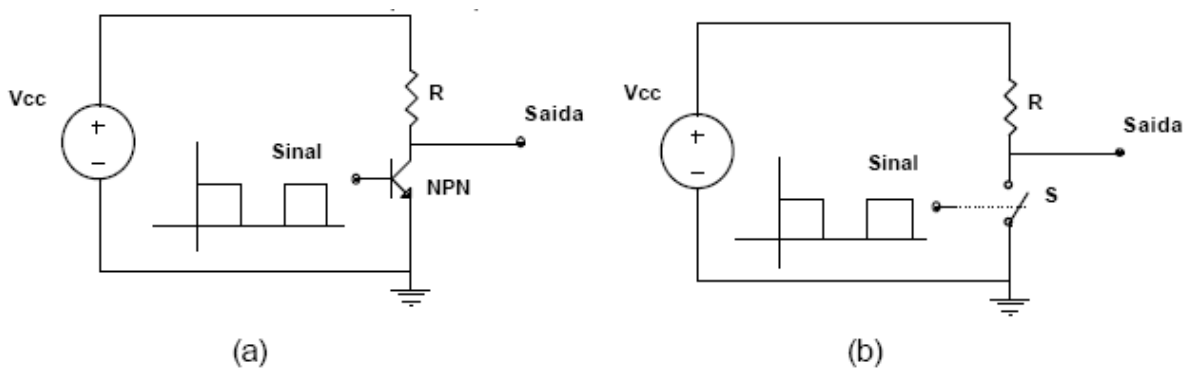 Vcc
+
−
R
Saida
Sinal
NPN
(a)
Vcc
+
−
R
Saida
Sinal
S
(b)